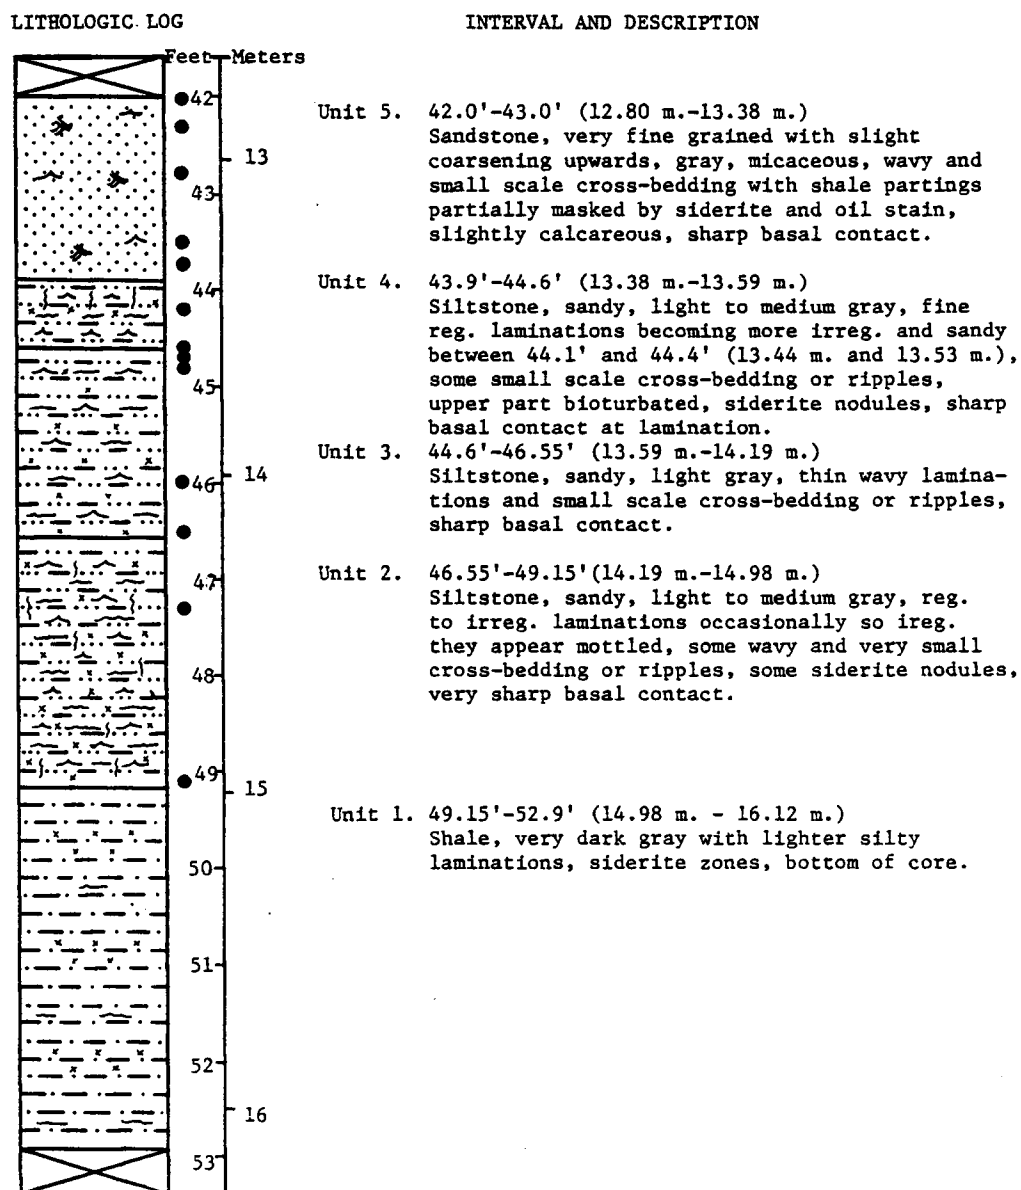 LITHOLOGIC LOG
INTERVAL AND DESCRIPTION
Feet Meters
42
Unit 5. 42.0'-43.0' (12.80 m.-13.38 m.)
Sandstone, very fine grained with slight
13
coarsening upwards, gray, micaceous, wavy and
43
small scale cross-bedding with shale partings
partially masked by siderite and oil stain,
slightly calcareous, sharp basal contact.
44
Unit 4. 43.9'-44.6' (13.38 m.-13.59 m.)
Siltstone, sandy, light to medium gray, fine
reg. laminations becoming more irreg. and sandy
between 44.1' and 44.4' (13.44 m. and 13.53 m.),
45
some small scale cross-bedding or ripples,
upper part bioturbated, siderite nodules, sharp
basal contact at lamination.
Unit 3. 44.6'-46.55' (13.59 m.-14.19 m.)
46
14
Siltstone, sandy, light gray, thin wavy lamina-
tions and small scale cross-bedding or ripples,
sharp basal contact.
47
Unit 2. 46.55'-49.15'(14.19 m.-14.98 m.)
Siltstone, sandy, light to medium gray, reg.
to irreg. laminations occasionally so ireg.
they appear mottled, some wavy and very small
48
cross-bedding or ripples, some siderite nodules,
very sharp basal contact.
49
15
Unit 1. 49.15'-52.9' (14.98 m. - 16.12 m.)
Shale, very dark gray with lighter silty
50
laminations, siderite zones, bottom of core.
51
52
16
53